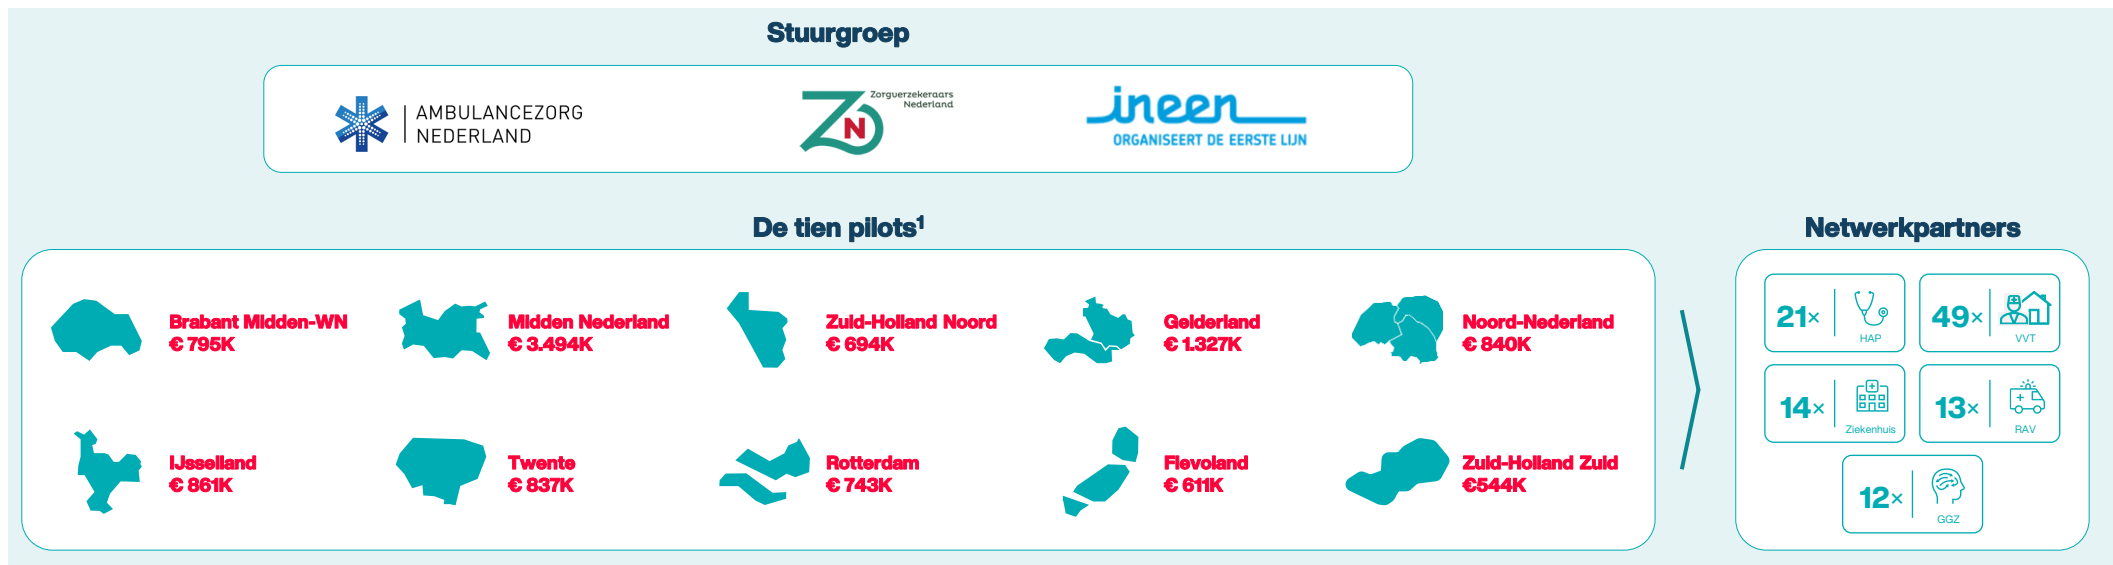 Stuurgroep
AMBULANCEZORG
NEDERLAND
Zorgverzekeraars
Nederland
ZN
ineen
ORGANISEERT DE EERSTE LIJN
De tien pilots¹
Netwerkpartners
Brabant Midden-WN
€ 795K
Midden Nederland
€ 3.494K
Zuid-Holland Noord
€ 694K
Gelderland
€ 1.327K
Noord-Nederland
€ 840K
IJsselland
€ 861K
Twente
€ 837K
Rotterdam
€ 743K
Flevoland
€ 611K
Zuid-Holland Zuid
€544K
21×
HAP
49×
VVT
14×
Ziekenhuis
13×
RAV
12×
GGZ